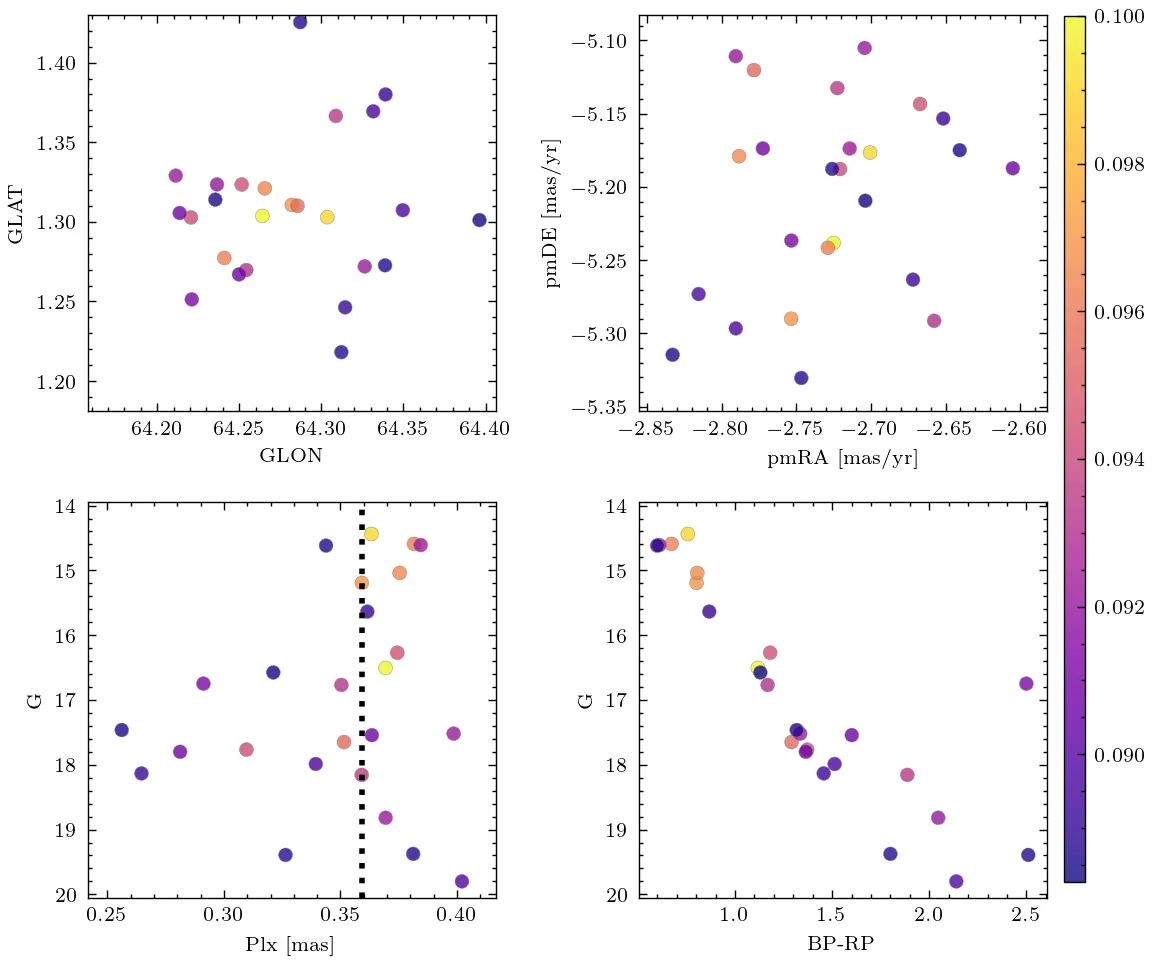 1.40
1.35
1.30
1.25
1.20
GLAT
64.20 64.25 64.30 64.35 64.40
GLON
−5.10
−5.15
−5.20
−5.25
−5.30
−5.35
pmDE [mas/yr]
−2.85 −2.80 −2.75 −2.70 −2.65 −2.60
pmRA [mas/yr]
14
15
16
17
18
19
20
G
0.25 0.30 0.35 0.40
Plx [mas]
14
15
16
17
18
19
20
G
1.0 1.5 2.0 2.5
BP-RP
0.100
0.098
0.096
0.094
0.092
0.090